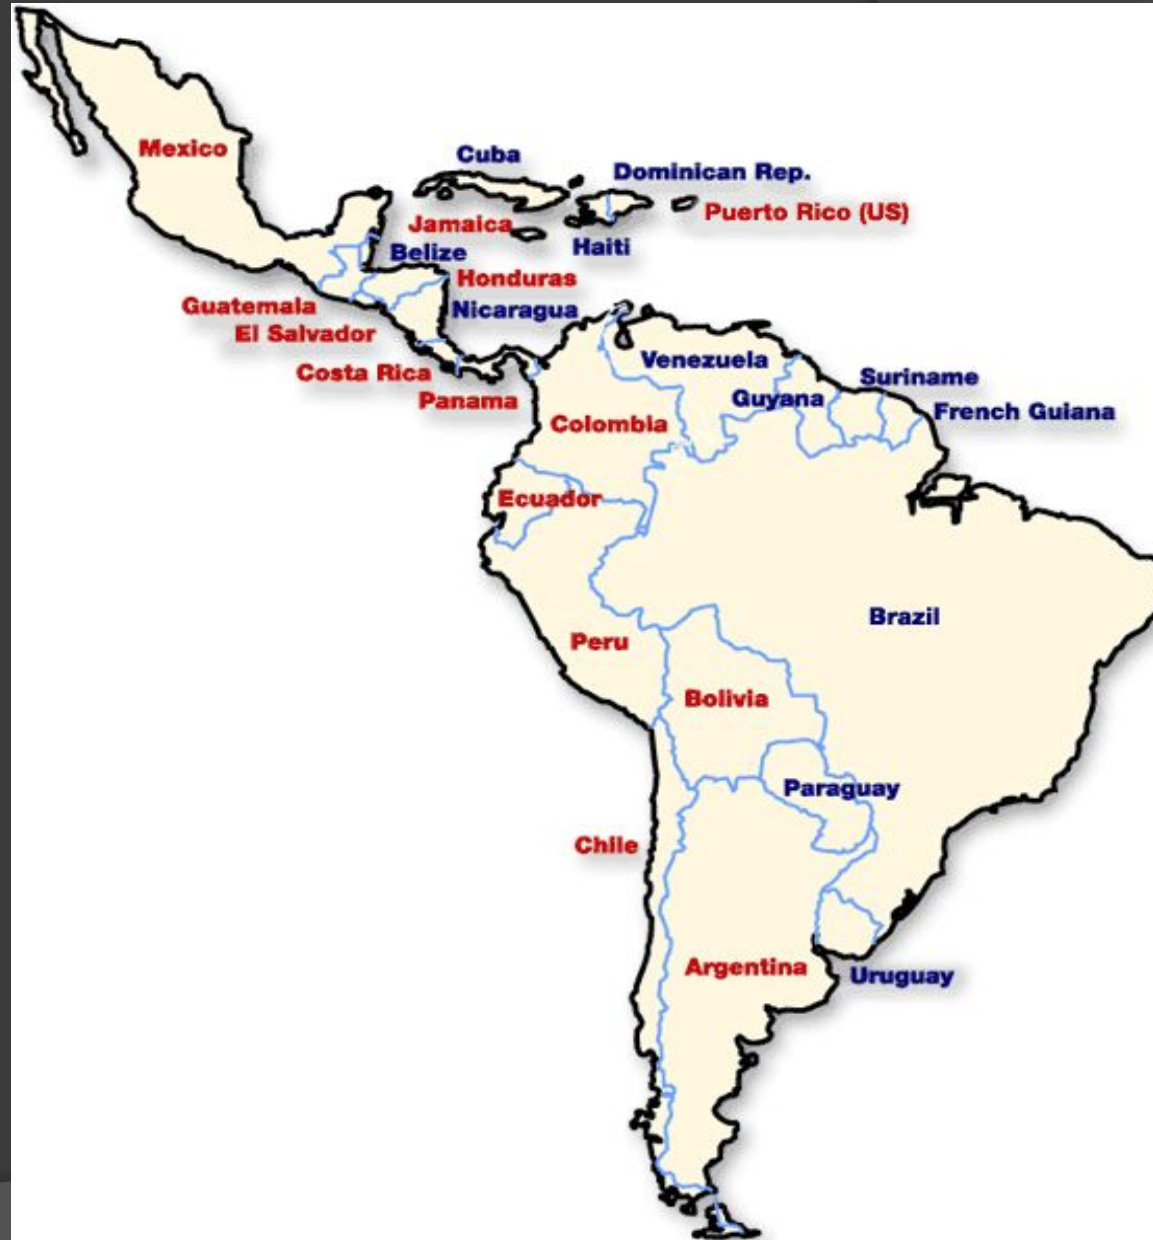 Mexico
Cuba
Dominican Rep.
Puerto Rico (US)
Jamaica
Haiti
Belize
Honduras
Guatemala
Nicaragua
El Salvador
Costa Rica
Panama
Venezuela
Suriname
Guyana
French Guiana
Colombia
Ecuador
Brazil
Peru
Bolivia
Paraguay
Chile
Argentina
Uruguay